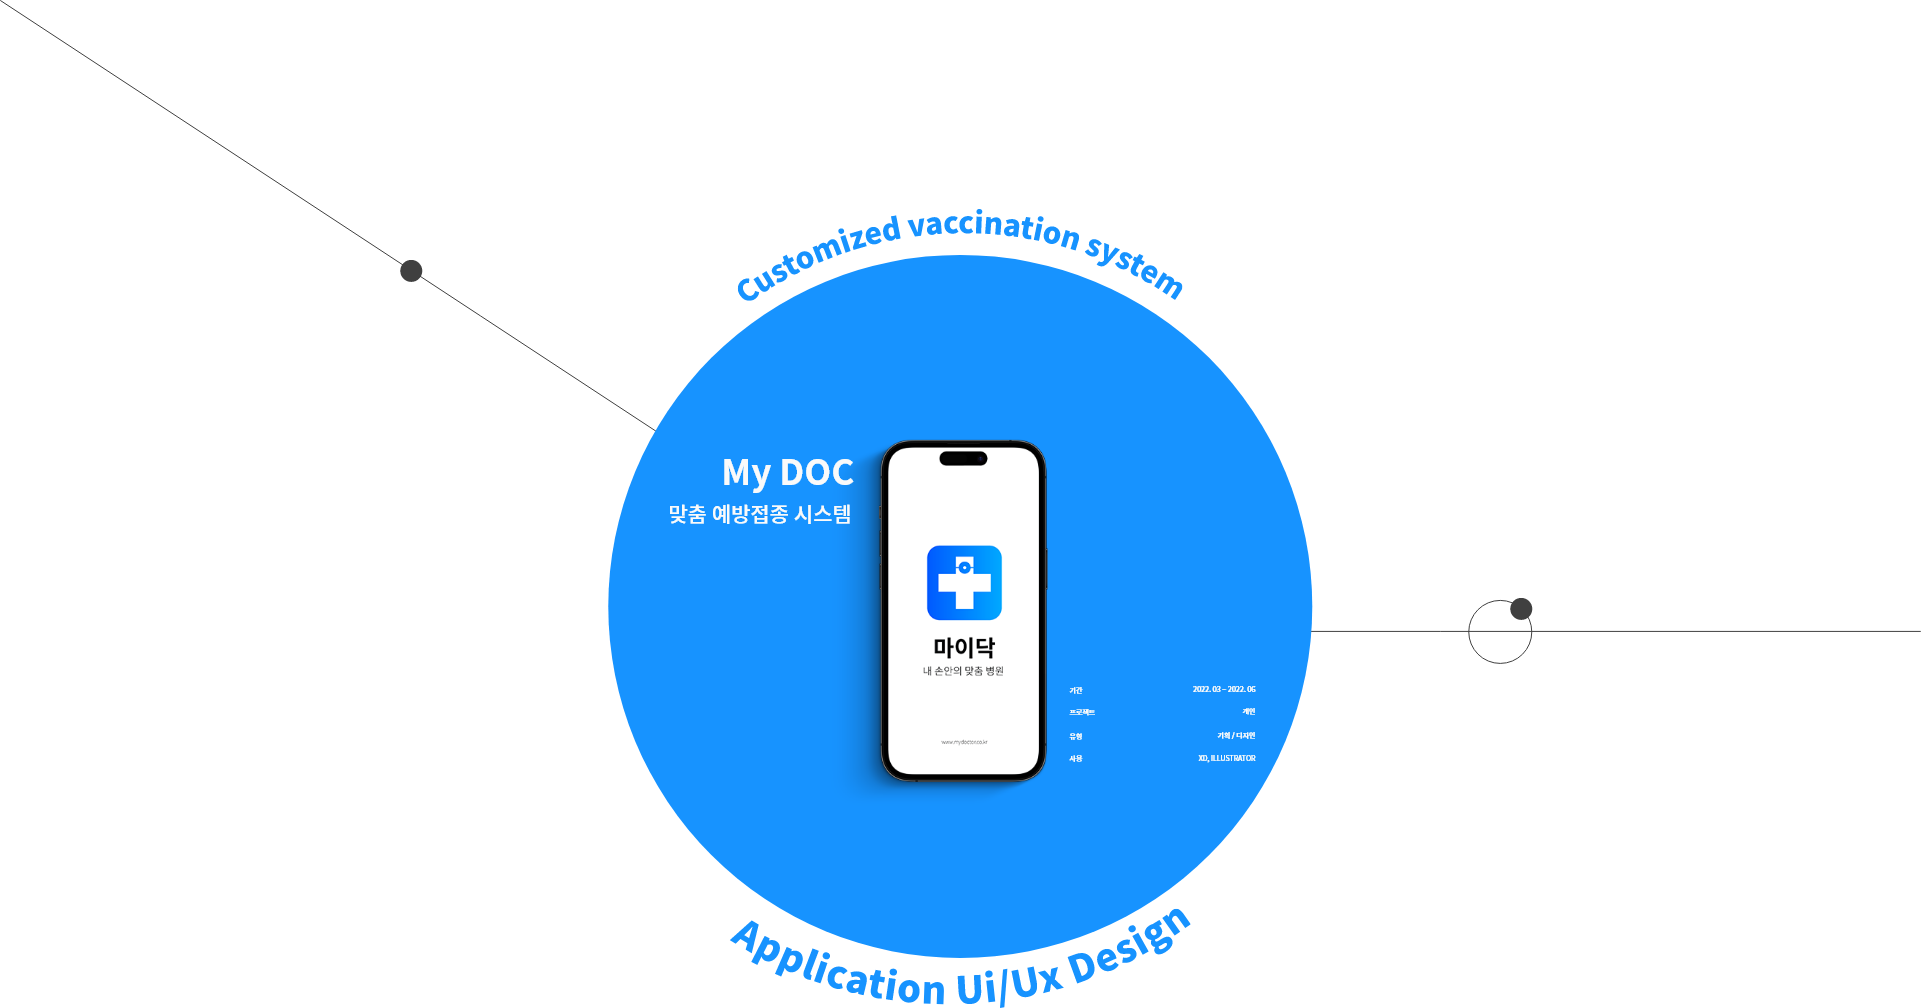 Customized vaccination system
My DOC
맞춤 예방접종 시스템
마이닥
내 손안의 맞춤 병원
www.mydoctor.co.kr
기간 2022. 03 – 2022. 06
프로젝트 개인
유형 기획 / 디자인
사용 XD, ILLUSTRATOR
Application Ui/Ux Design